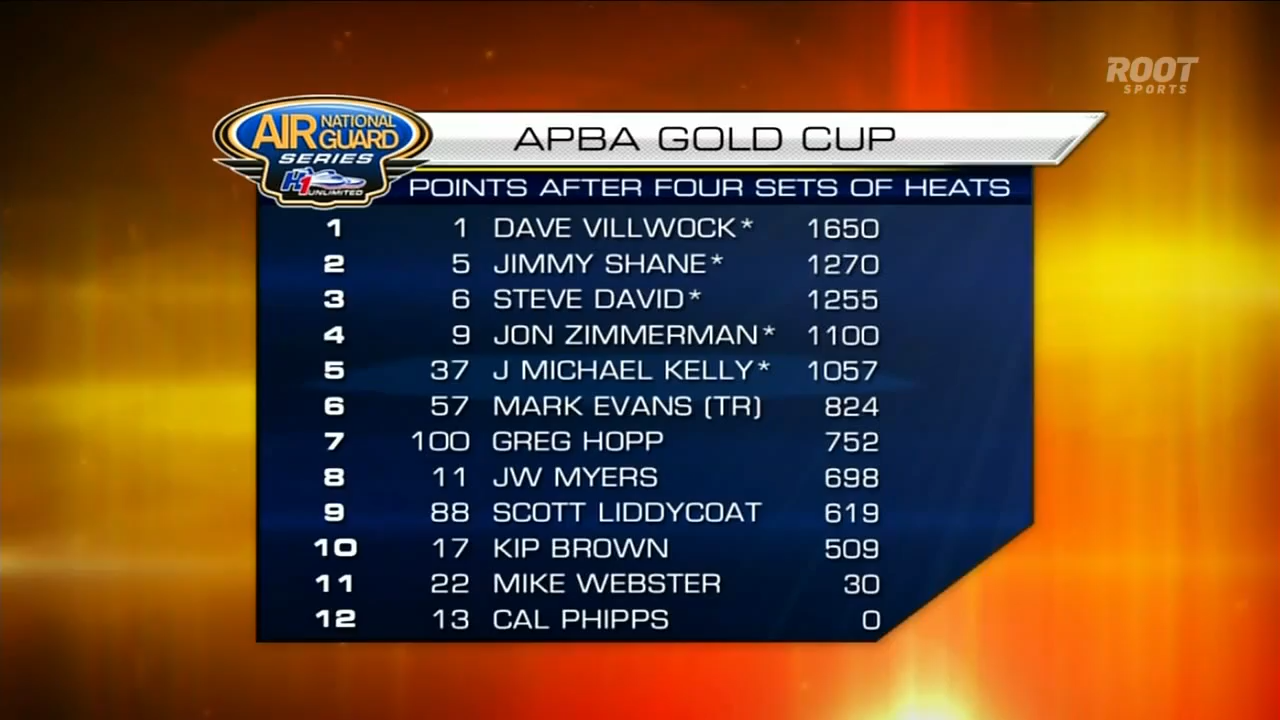 ROOT
SPORTS
AIR NATIONAL GUARD
SERIES
H1 UNLIMITED
APBA GOLD CUP
POINTS AFTER FOUR SETS OF HEATS
1 1 DAVE VILLWOCK* 1650
2 5 JIMMY SHANE* 1270
3 6 STEVE DAVID* 1255
4 9 JON ZIMMERMAN* 1100
5 37 J MICHAEL KELLY* 1057
6 57 MARK EVANS (TR) 824
7 100 GREG HOPP 752
8 11 JW MYERS 698
9 88 SCOTT LIDDYCOAT 619
10 17 KIP BROWN 509
11 22 MIKE WEBSTER 30
12 13 CAL PHIPPS 0